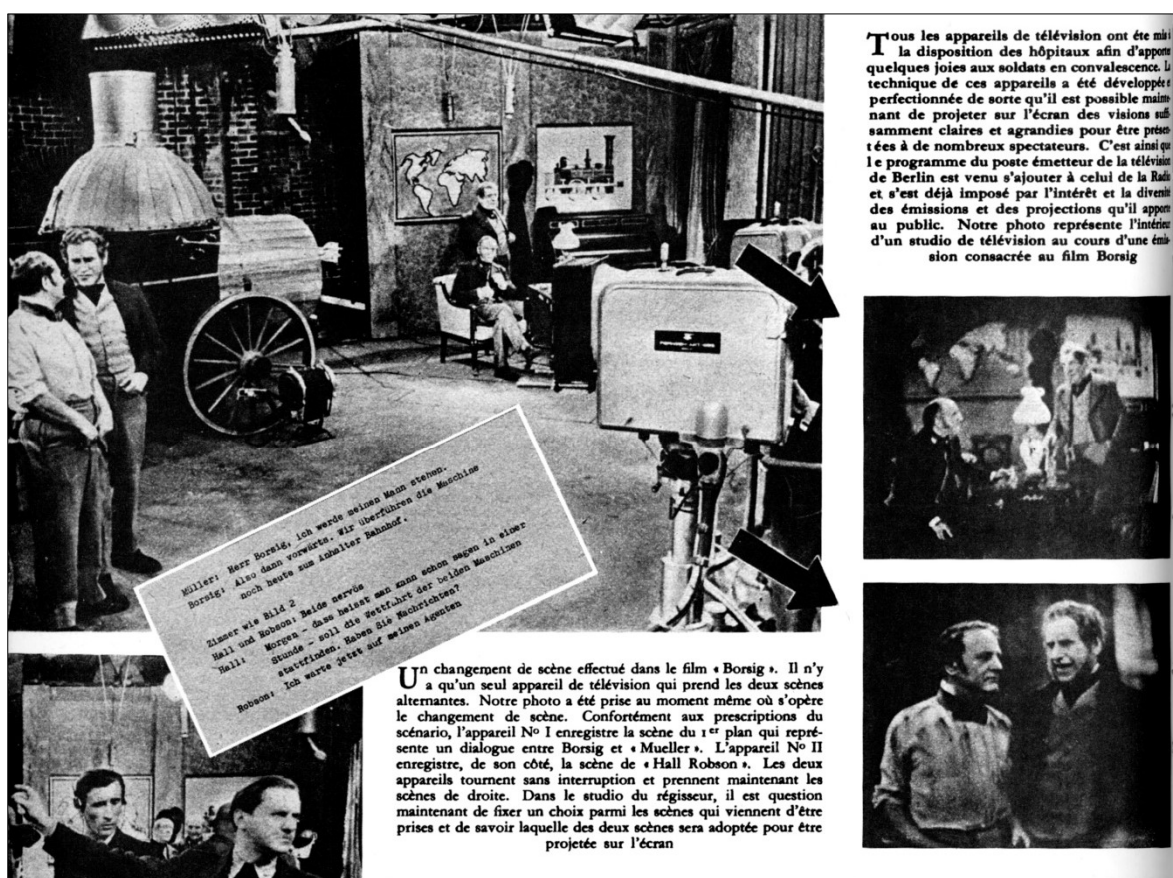 Tous les appareils de télévision ont éte mis
la disposition des hôpitaux afin d'apporte
quelques joies aux soldats en convalescence. L
technique de ces appareils a été développée e
perfectionnée de sorte qu'il est possible mainte-
nant de projeter sur l'écran des visions suffi-
samment claires et agrandies pour être présen-
tées à de nombreux spectateurs. C'est ainsi que
le programme du poste émetteur de la télévision
de Berlin est venu s'ajouter à celui de la Radio
et s'est déjà imposé par l'intérêt et la diversité
des émissions et des projections qu'il apporte
au public. Notre photo représente l'intérieur
d'un studio de télévision au cours d'une émis-
sion consacrée au film Borsig
Müller: Herr Borsig, ich werde meinen Mann stehen.
Borsig: Also dann vorwärts. Wir überführen die Maschine
noch heute zum Anhalter Bahnhof.
Zimmer wie Bild 2
Hall und Robson: Beide nervös
Hall: Morgen - dass heisst man kann schon sagen in einer
Stunde - soll die Wettfahrt der beiden Maschinen
stattfinden. Haben Sie Nachrichten?
Robson: Ich warte jetzt auf meinen Agenten
Un changement de scène effectué dans le film « Borsig ». Il n'y
a qu'un seul appareil de télévision qui prend les deux scènes
alternantes. Notre photo a été prise au moment même où s'opère
le changement de scène. Confortément aux prescriptions du
scénario, l'appareil No I enregistre la scène du 1er plan qui repré-
sente un dialogue entre Borsig et « Mueller ». L'appareil No II
enregistre, de son côté, la scène de « Hall Robson ». Les deux
appareils tournent sans interruption et prennent maintenant les
scènes de droite. Dans le studio du régisseur, il est question
maintenant de fixer un choix parmi les scènes qui viennent d'être
prises et de savoir laquelle des deux scènes sera adoptée pour être
projetée sur l'écran